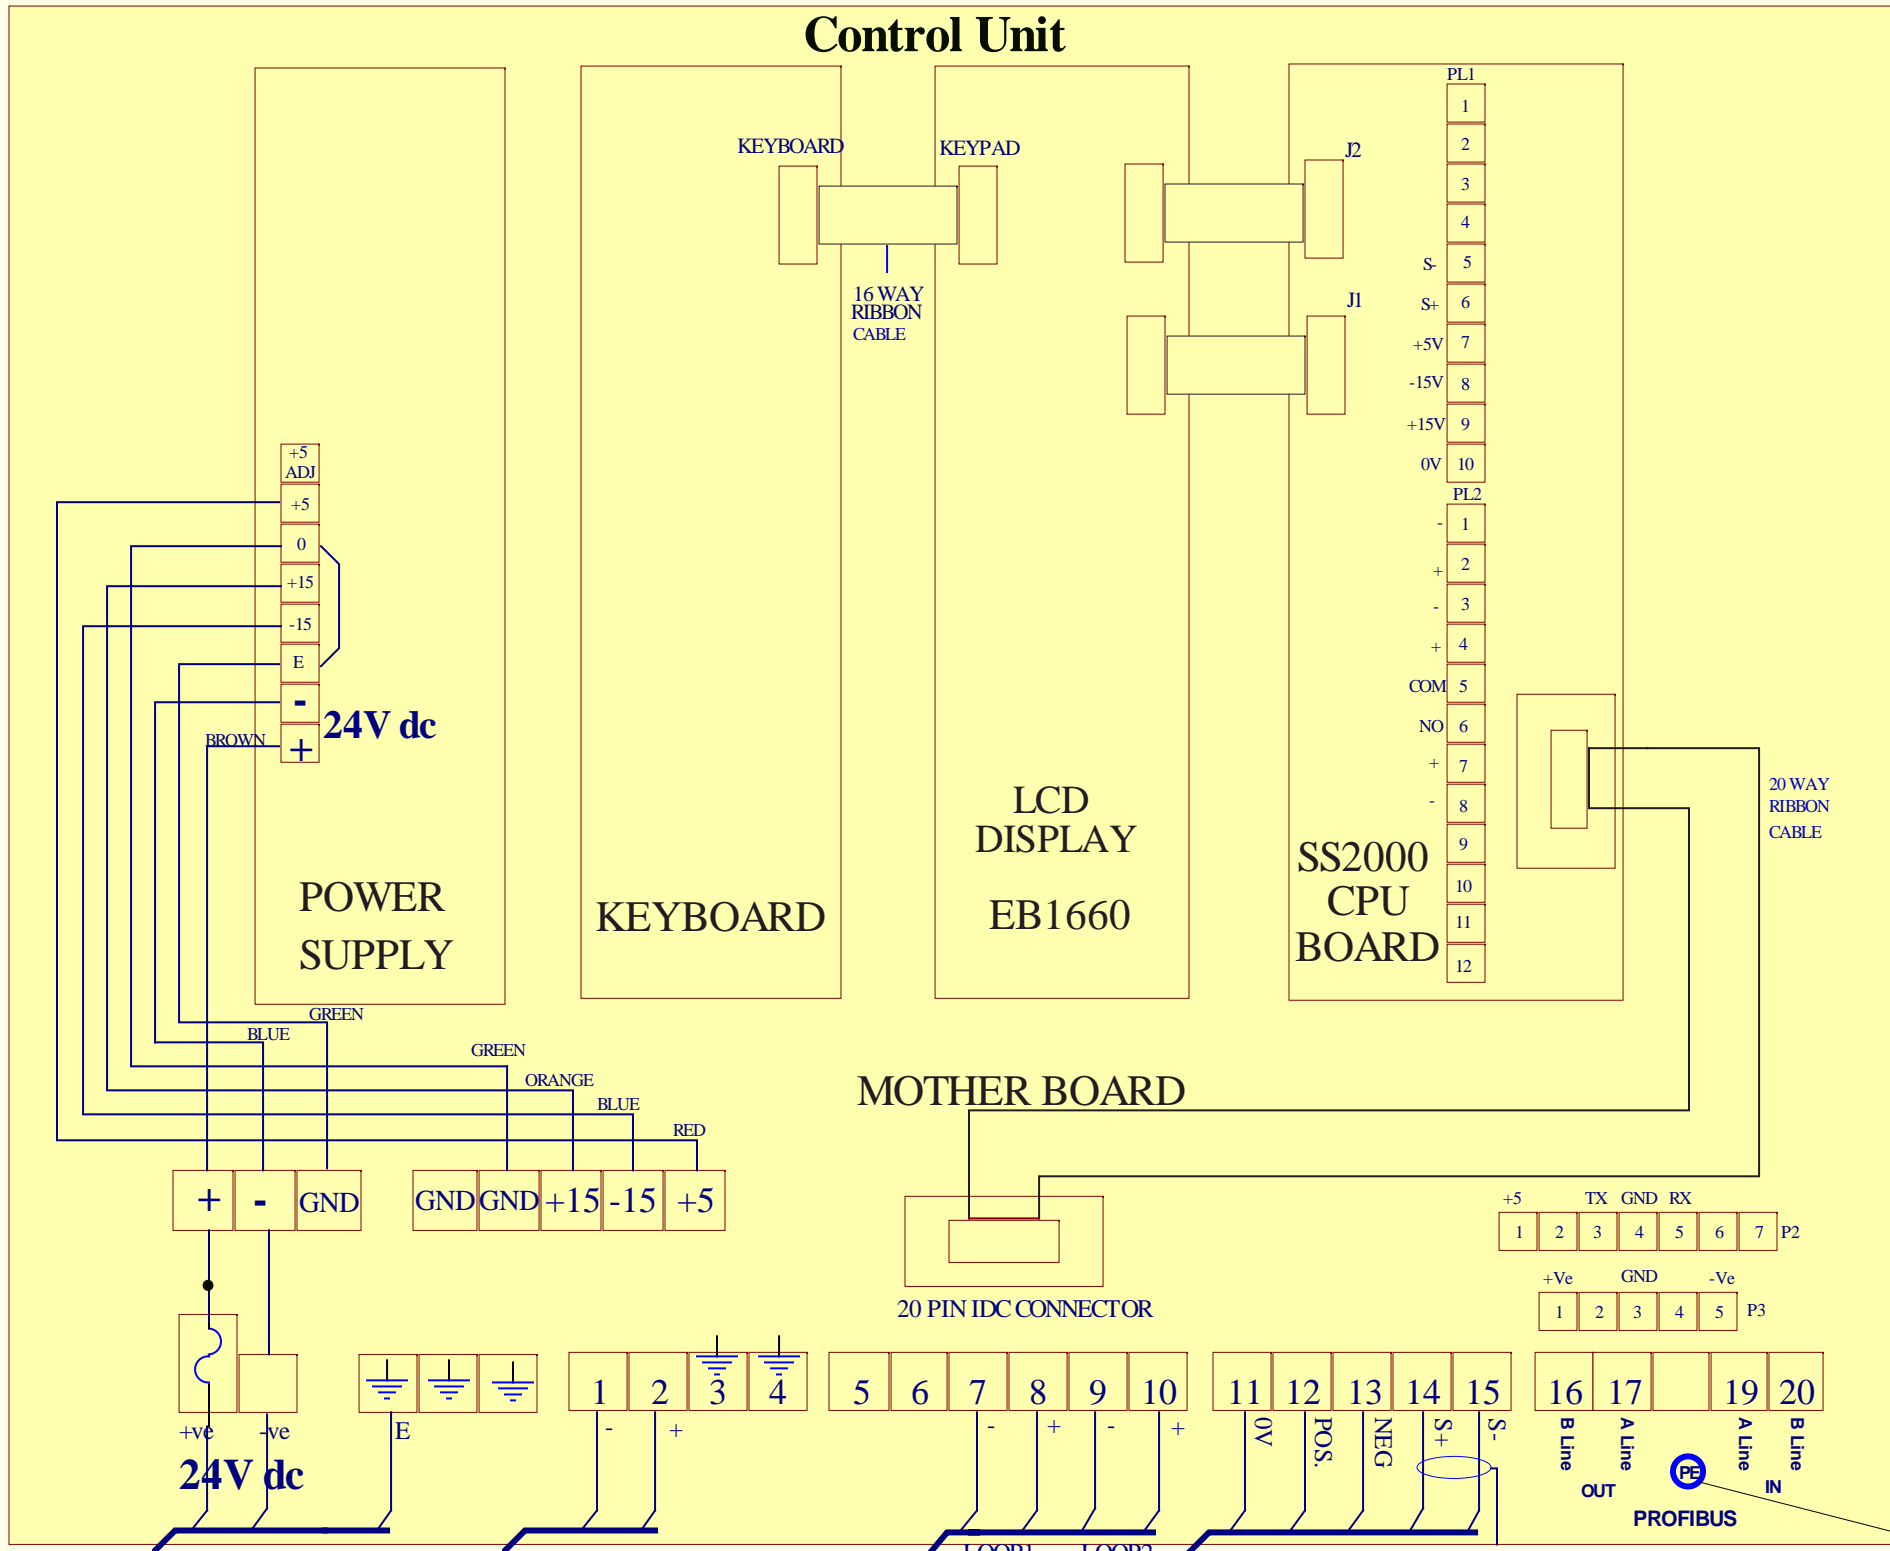 Control Unit
PL1
1
2
3
4
S- 5
S+ 6
+5V 7
-15V 8
+15V 9
0V 10
PL2
- 1
+ 2
- 3
+ 4
COM 5
NO 6
+ 7
- 8
9
10
11
12
KEYBOARD
KEYPAD
J2
J1
16 WAY
RIBBON
CABLE
+5
ADJ
+5
0
+15
-15
E
-
+
24V dc
BROWN
20 WAY
RIBBON
CABLE
POWER
SUPPLY
KEYBOARD
LCD
DISPLAY
EB1660
SS2000
CPU
BOARD
GREEN
BLUE
GREEN
ORANGE
BLUE
RED
MOTHER BOARD
+ - GND
GND GND +15 -15 +5
20 PIN IDC CONNECTOR
+5 TX GND RX
1 2 3 4 5 6 7 P2
+Ve GND -Ve
1 2 3 4 5 P3
1 2 3 4
5 6 7 8 9 10
11 12 13 14 15
16 17 19 20
+ve -ve
24V dc
E
- +
- + - +
0V
POS.
NEG
S+
S-
B Line
A Line
A Line
B Line
OUT
PE
IN
PROFIBUS
LOOP1 LOOP2